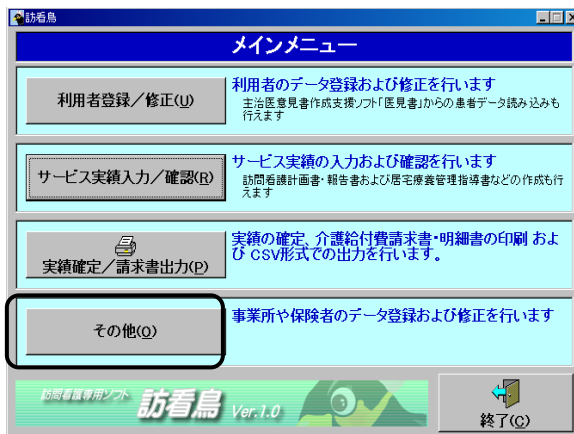 訪看鳥
メインメニュー
利用者登録／修正(U)
利用者のデータ登録および修正を行います
主治医意見書作成支援ソフト「医見書」からの患者データ読み込みも
行えます
サービス実績入力／確認(R)
サービス実績の入力および確認を行います
訪問看護計画書・報告書および居宅療養管理指導書などの作成も行
えます
実績確定／請求書出力(P)
実績の確定、介護給付費請求書・明細書の印刷 およ
び CSV形式での出力を行います。
その他(O)
事業所や保険者のデータ登録および修正を行います
訪問看護専用ソフト 訪看鳥 Ver.1.0
終了(C)